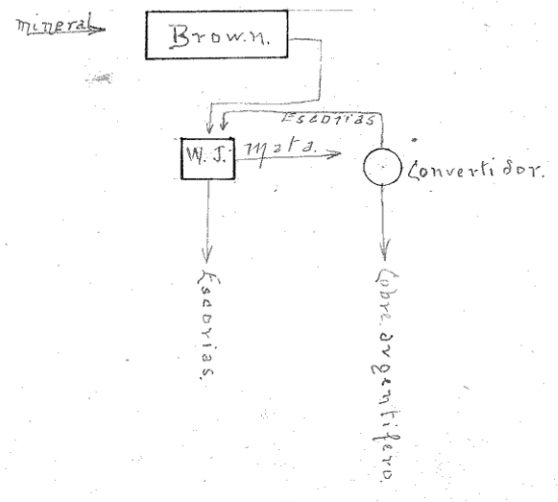 mineral
Brown.
Escorias
W. J.
mata.
Convertidor.
Escorias.
Cobre argentifero.